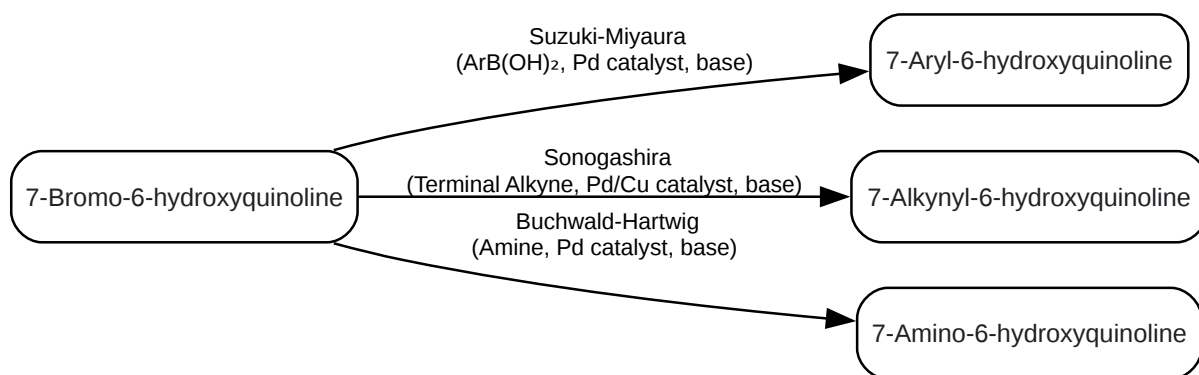 Suzuki-Miyaura
(ArB(OH)₂, Pd catalyst, base)
7-Aryl-6-hydroxyquinoline
7-Bromo-6-hydroxyquinoline
Sonogashira
(Terminal Alkyne, Pd/Cu catalyst, base)
7-Alkynyl-6-hydroxyquinoline
Buchwald-Hartwig
(Amine, Pd catalyst, base)
7-Amino-6-hydroxyquinoline